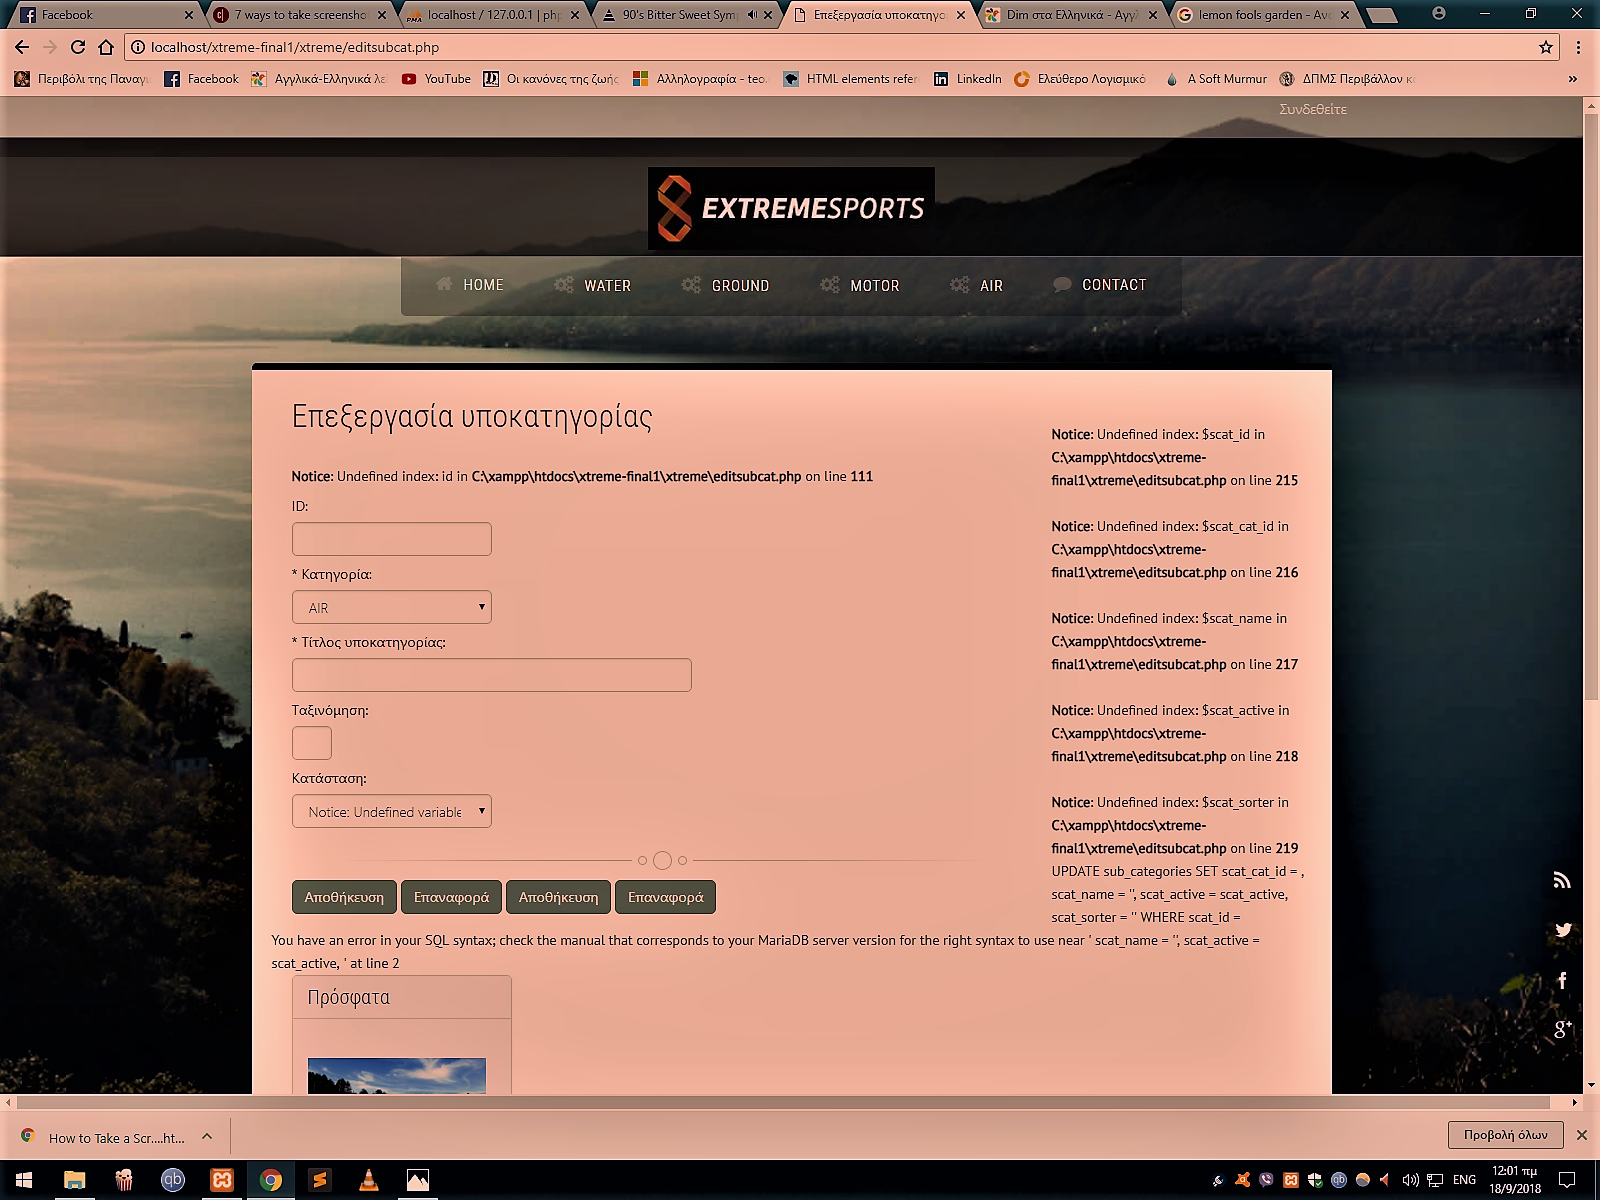 Facebook
7 ways to take screensho
localhost / 127.0.0.1 | ph
90's Bitter Sweet Sym
Επεξεργασία υποκατηγο
Dim στα Ελληνικά - Αγγλ
lemon fools garden - Αν
localhost/xtreme-final1/xtreme/editsubcat.php
Περιβόλι της Παναγι
Facebook
Αγγλικά-Ελληνικά λε
YouTube
Οι κανόνες της ζωής
Αλληλογραφία - teo.
HTML elements refer
LinkedIn
Ελεύθερο Λογισμικό
A Soft Murmur
ΔΠΜΣ Περιβάλλον κ
»
Συνδεθείτε
EXTREMESPORTS
HOME
WATER
GROUND
MOTOR
AIR
CONTACT
Επεξεργασία υποκατηγορίας
Notice: Undefined index: id in C:\xampp\htdocs\xtreme-final1\xtreme\editsubcat.php on line 111
ID:
* Κατηγορία:
AIR
* Τίτλος υποκατηγορίας:
Ταξινόμηση:
Κατάσταση:
Notice: Undefined variable
Αποθήκευση
Επαναφορά
Αποθήκευση
Επαναφορά
Notice: Undefined index: $scat_id in
C:\xampp\htdocs\xtreme-
final1\xtreme\editsubcat.php on line 215
Notice: Undefined index: $scat_cat_id in
C:\xampp\htdocs\xtreme-
final1\xtreme\editsubcat.php on line 216
Notice: Undefined index: $scat_name in
C:\xampp\htdocs\xtreme-
final1\xtreme\editsubcat.php on line 217
Notice: Undefined index: $scat_active in
C:\xampp\htdocs\xtreme-
final1\xtreme\editsubcat.php on line 218
Notice: Undefined index: $scat_sorter in
C:\xampp\htdocs\xtreme-
final1\xtreme\editsubcat.php on line 219
UPDATE sub_categories SET scat_cat_id = ,
scat_name = '', scat_active = scat_active,
scat_sorter = '' WHERE scat_id =
You have an error in your SQL syntax; check the manual that corresponds to your MariaDB server version for the right syntax to use near ' scat_name = '', scat_active =
scat_active, ' at line 2
Πρόσφατα
How to Take a Scr....ht...
Προβολή όλων
ENG
12:01 πμ
18/9/2018